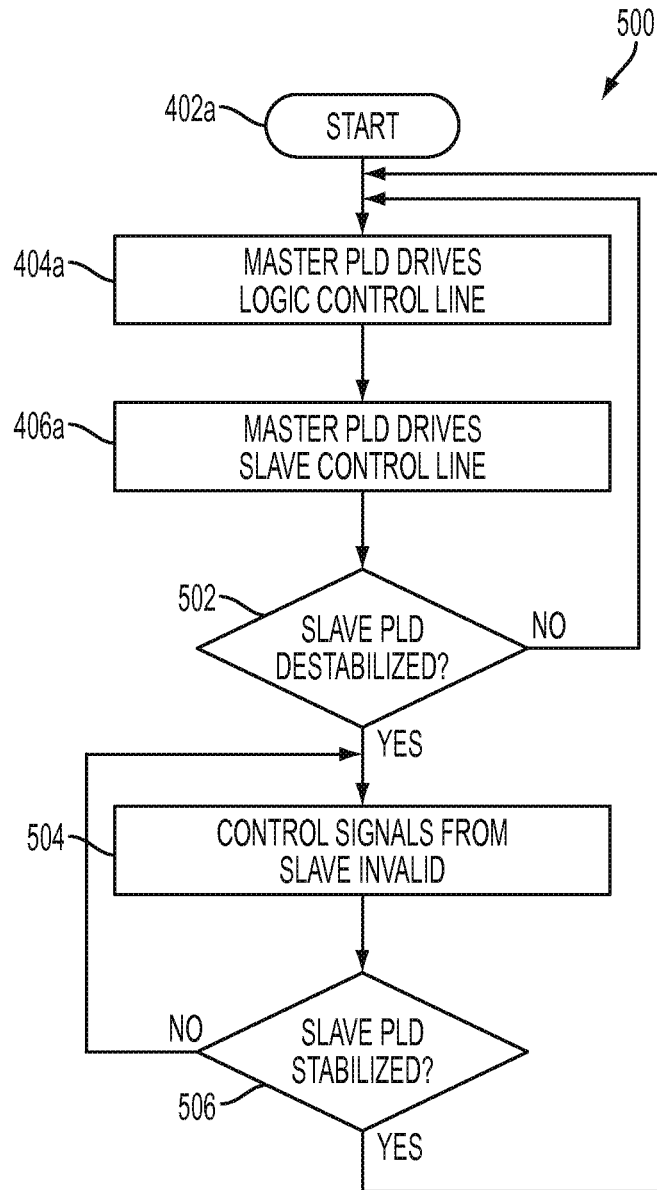 500
402a
START
404a
MASTER PLD DRIVES
LOGIC CONTROL LINE
406a
MASTER PLD DRIVES
SLAVE CONTROL LINE
502
SLAVE PLD
DESTABILIZED?
NO
YES
504
CONTROL SIGNALS FROM
SLAVE INVALID
NO
SLAVE PLD
STABILIZED?
506
YES